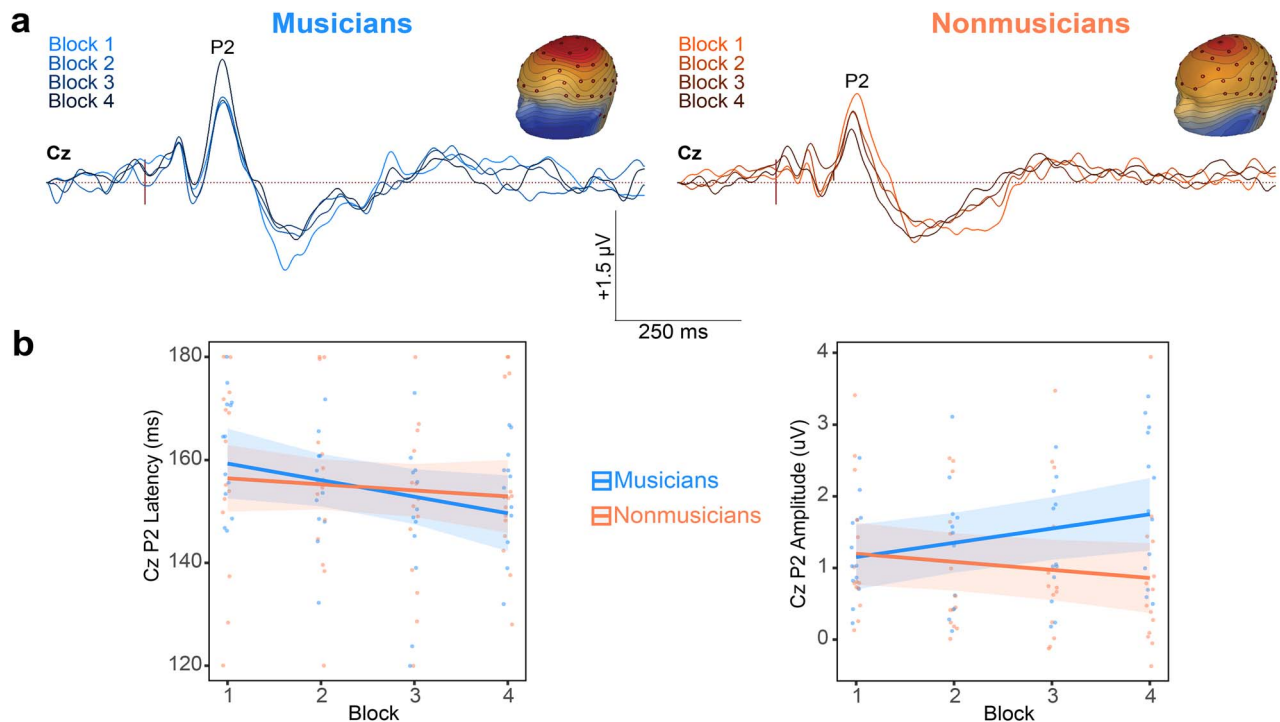 a
Musicians
Nonmusicians
Block 1
Block 2
Block 3
Block 4
P2
Cz
Block 1
Block 2
Block 3
Block 4
P2
Cz
+1.5 µV
250 ms
b
Cz P2 Latency (ms)
180
160
140
120
1 2 3 4
Block
Musicians
Nonmusicians
Cz P2 Amplitude (uV)
4
3
2
1
0
1 2 3 4
Block